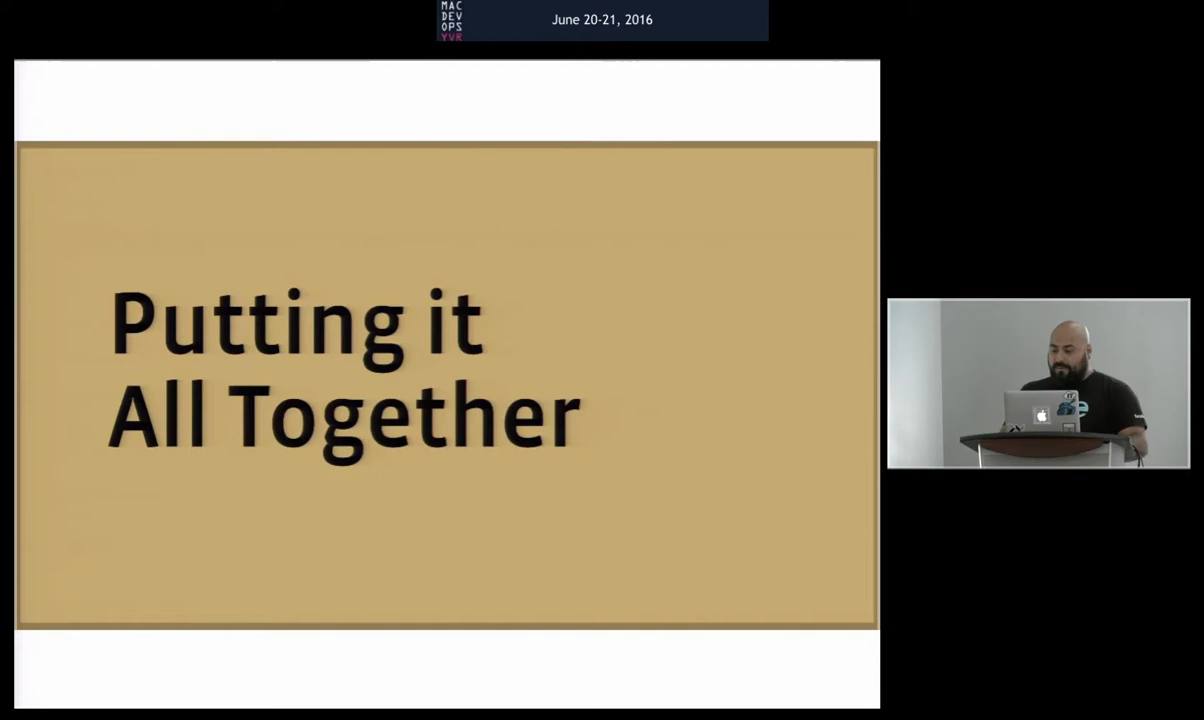 MAC
DEV
OPS
YVR
June 20-21, 2016
Putting it
All Together